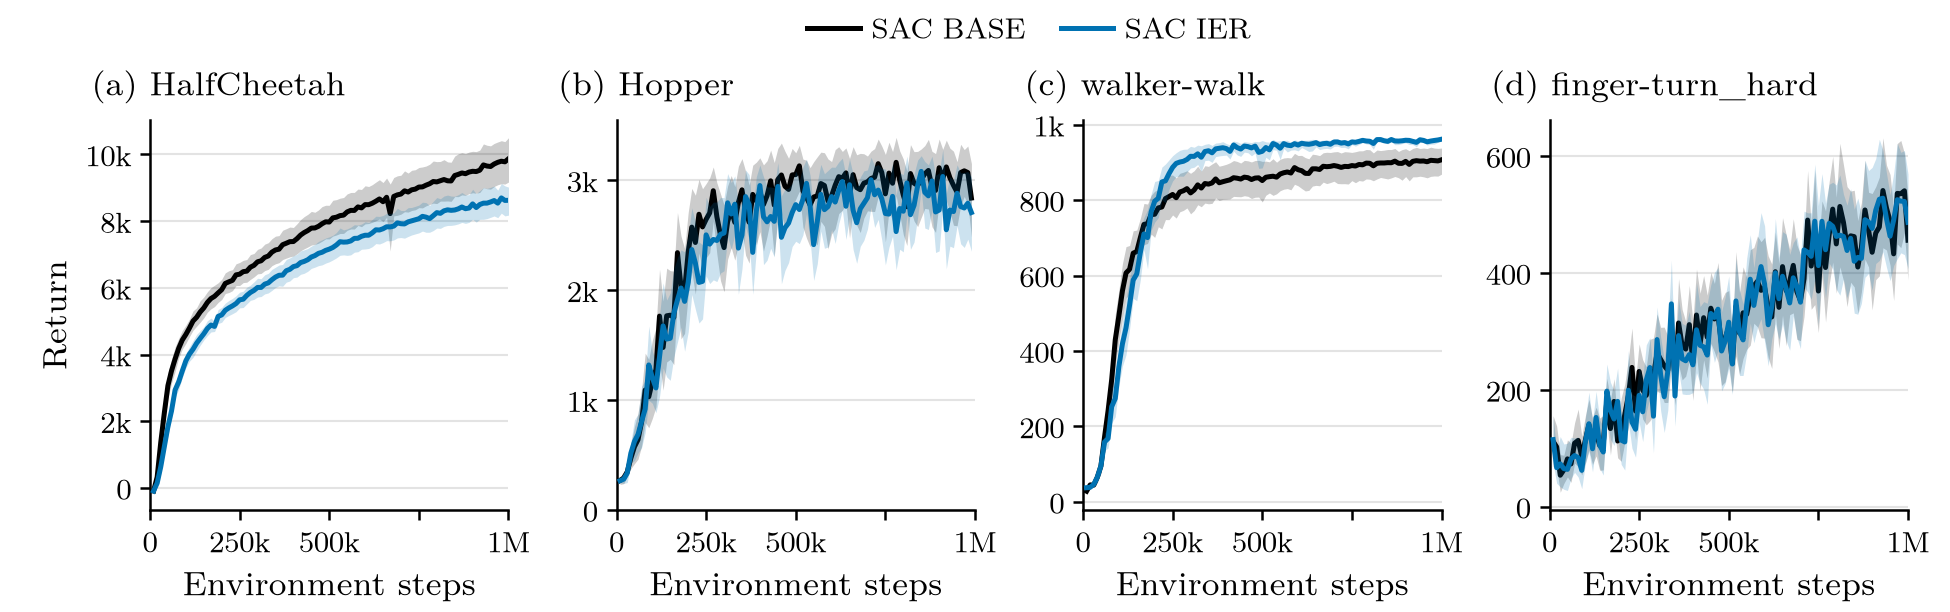 SAC BASE SAC IER
(a) HalfCheetah
(b) Hopper
(c) walker-walk
(d) finger-turn_hard
Return
10k
8k
6k
4k
2k
0
0 250k 500k 1M
Environment steps
3k
2k
1k
0
0 250k 500k 1M
Environment steps
1k
800
600
400
200
0
0 250k 500k 1M
Environment steps
600
400
200
0
0 250k 500k 1M
Environment steps